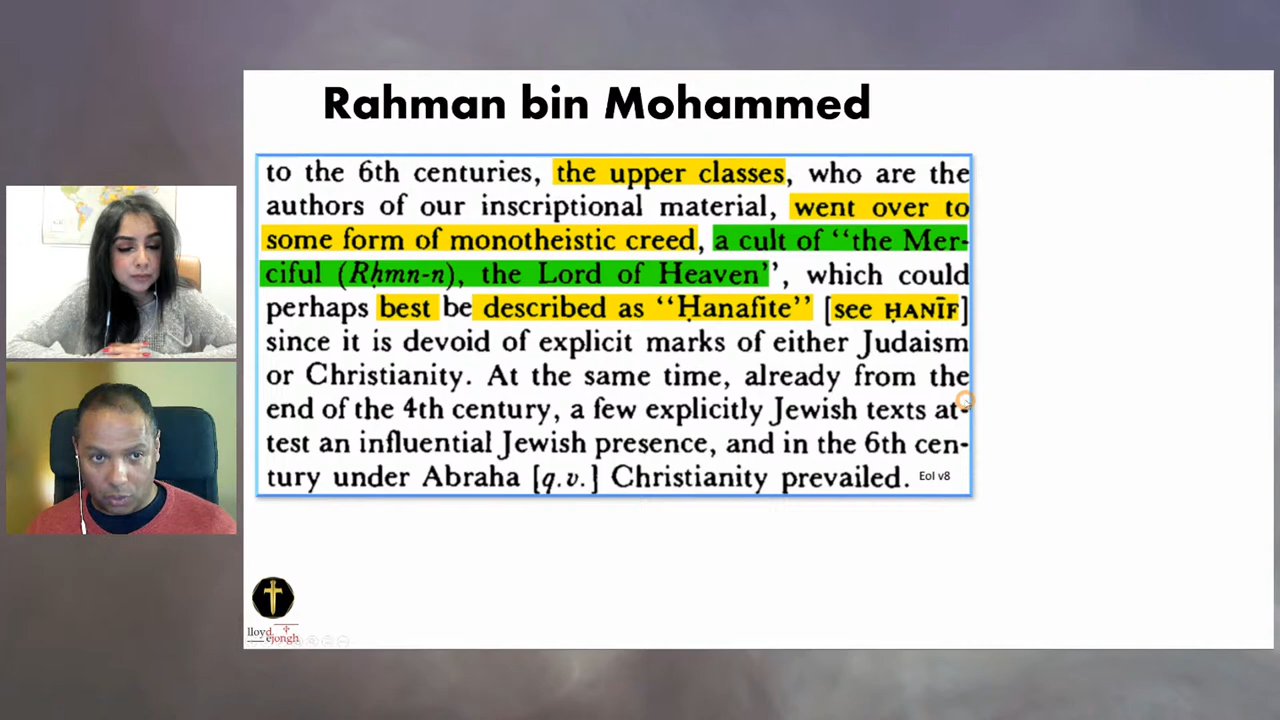 Rahman bin Mohammed
to the 6th centuries, the upper classes, who are the
authors of our inscriptional material, went over to
some form of monotheistic creed, a cult of ‘‘the Mer-
ciful (Rḥmn-n), the Lord of Heaven’’, which could
perhaps best be described as ‘‘Ḥanafite’’ [see ḤANĪF]
since it is devoid of explicit marks of either Judaism
or Christianity. At the same time, already from the
end of the 4th century, a few explicitly Jewish texts at-
test an influential Jewish presence, and in the 6th cen-
tury under Abraha [q.v.] Christianity prevailed. EoI v8
lloyd
ejongh